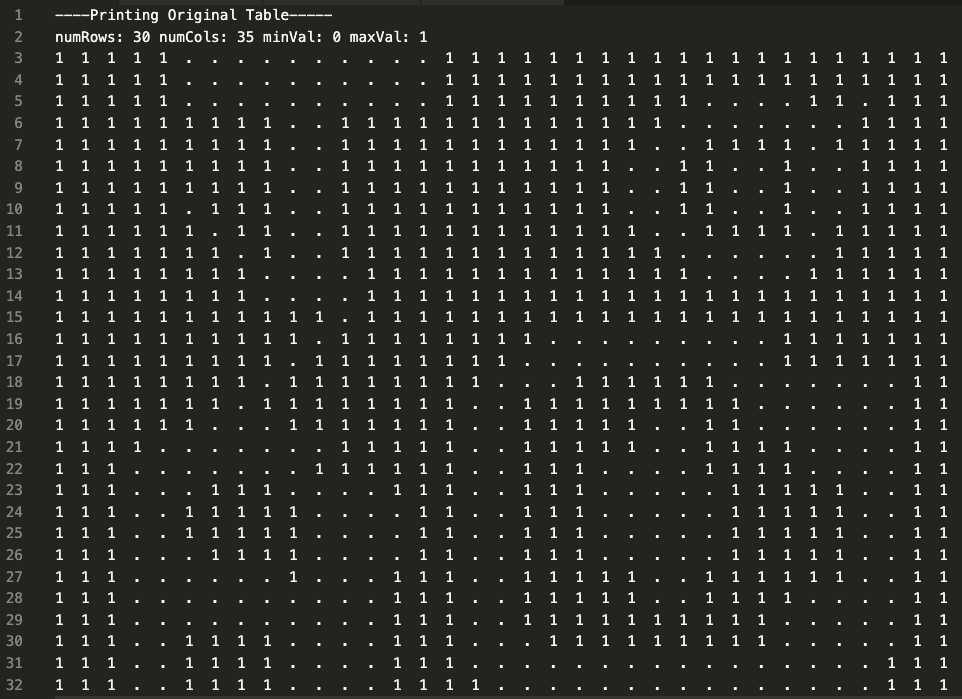 1 ----Printing Original Table-----
2 numRows: 30 numCols: 35 minVal: 0 maxVal: 1
3 1 1 1 1 1 . . . . . . . . . . 1 1 1 1 1 1 1 1 1 1 1 1 1 1 1 1 1 1 1 1
4 1 1 1 1 1 . . . . . . . . . . 1 1 1 1 1 1 1 1 1 1 1 1 1 1 1 1 1 1 1 1
5 1 1 1 1 1 . . . . . . . . . . 1 1 1 1 1 1 1 1 1 1 . . . . 1 1 . 1 1 1
6 1 1 1 1 1 1 1 1 1 . . 1 1 1 1 1 1 1 1 1 1 1 1 1 . . . . . . . 1 1 1 1
7 1 1 1 1 1 1 1 1 1 . . 1 1 1 1 1 1 1 1 1 1 1 1 . . 1 1 1 1 . 1 1 1 1 1
8 1 1 1 1 1 1 1 1 1 . . 1 1 1 1 1 1 1 1 1 1 1 . . 1 1 . . 1 . . 1 1 1 1
9 1 1 1 1 1 1 1 1 1 . . 1 1 1 1 1 1 1 1 1 1 1 . . 1 1 . . 1 . . 1 1 1 1
10 1 1 1 1 1 . 1 1 1 . . 1 1 1 1 1 1 1 1 1 1 1 . . 1 1 . . 1 . . 1 1 1 1
11 1 1 1 1 1 1 . 1 1 . . 1 1 1 1 1 1 1 1 1 1 1 1 . . 1 1 1 1 . 1 1 1 1 1
12 1 1 1 1 1 1 1 . 1 . . 1 1 1 1 1 1 1 1 1 1 1 1 1 . . . . . . 1 1 1 1 1
13 1 1 1 1 1 1 1 1 . . . . 1 1 1 1 1 1 1 1 1 1 1 1 1 . . . . 1 1 1 1 1 1
14 1 1 1 1 1 1 1 1 . . . . 1 1 1 1 1 1 1 1 1 1 1 1 1 1 1 1 1 1 1 1 1 1 1
15 1 1 1 1 1 1 1 1 1 1 1 . 1 1 1 1 1 1 1 1 1 1 1 1 1 1 1 1 1 1 1 1 1 1 1
16 1 1 1 1 1 1 1 1 1 1 . 1 1 1 1 1 1 1 1 1 . . . . . . . . 1 1 1 1 1 1 1
17 1 1 1 1 1 1 1 1 1 . 1 1 1 1 1 1 1 1 . . . . . . . . . . 1 1 1 1 1 1 1
18 1 1 1 1 1 1 1 1 . 1 1 1 1 1 1 1 1 . . . 1 1 1 1 1 1 . . . . . . . 1 1
19 1 1 1 1 1 1 1 . 1 1 1 1 1 1 1 1 . . 1 1 1 1 1 1 1 1 1 . . . . . . 1 1
20 1 1 1 1 1 1 . . . 1 1 1 1 1 1 1 . . 1 1 1 1 1 . . 1 1 . . . . . . 1 1
21 1 1 1 1 . . . . . . . 1 1 1 1 1 . . 1 1 1 1 1 . . 1 1 1 1 . . . . 1 1
22 1 1 1 . . . . . . . 1 1 1 1 1 1 . . 1 1 1 . . . . 1 1 1 1 . . . . 1 1
23 1 1 1 . . . 1 1 1 . . . . 1 1 1 . . 1 1 1 . . . . . 1 1 1 1 1 . . 1 1
24 1 1 1 . . 1 1 1 1 1 . . . . 1 1 . . 1 1 1 . . . . . 1 1 1 1 1 . . 1 1
25 1 1 1 . . 1 1 1 1 1 . . . . 1 1 . . 1 1 1 . . . . . 1 1 1 1 1 . . 1 1
26 1 1 1 . . . 1 1 1 1 . . . . 1 1 . . 1 1 1 . . . . . 1 1 1 1 1 . . 1 1
27 1 1 1 . . . . . . 1 . . . 1 1 1 . . 1 1 1 1 1 . . 1 1 1 1 1 1 . . 1 1
28 1 1 1 . . . . . . . . . . 1 1 1 . . 1 1 1 1 1 . . 1 1 1 1 . . . . 1 1
29 1 1 1 . . . . . . . . . . 1 1 1 . . 1 1 1 1 1 1 1 1 1 1 . . . . . 1 1
30 1 1 1 . . 1 1 1 1 . . . . 1 1 1 . . . 1 1 1 1 1 1 1 1 1 . . . . . 1 1
31 1 1 1 . . 1 1 1 1 . . . . 1 1 1 . . . . . . . . . . . . . . . . 1 1 1
32 1 1 1 . . 1 1 1 1 . . . . 1 1 1 1 . . . . . . . . . . . . . . . 1 1 1